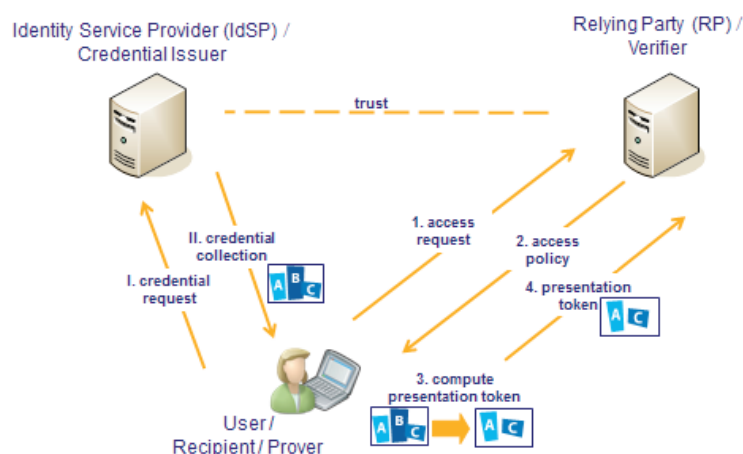 Identity Service Provider (IdSP) /
Credential Issuer
Relying Party (RP) /
Verifier
trust
1. access
request
II. credential
collection
A B C
2. access
policy
I. credential
request
4. presentation
token
A C
3. compute
presentation token
A B C
A C
User /
Recipient / Prover